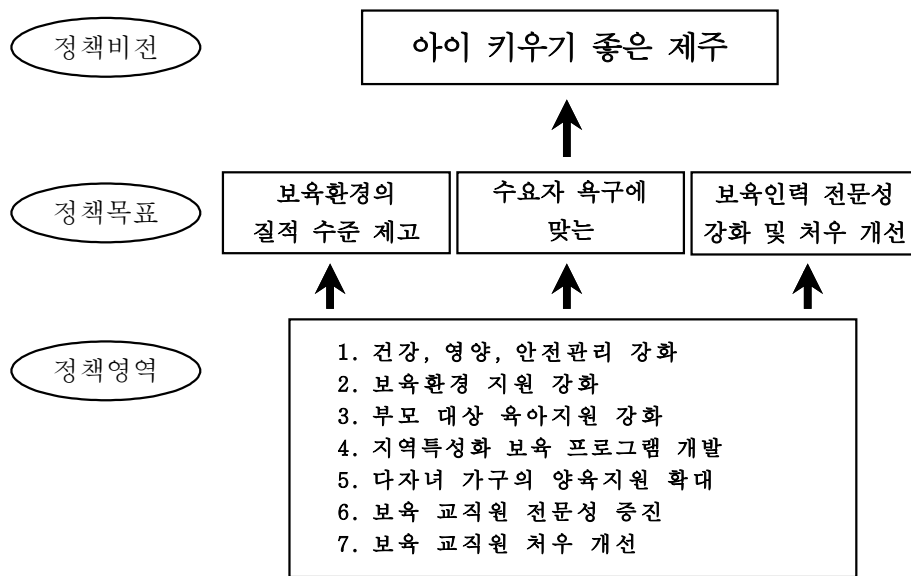 정책비전
아이 키우기 좋은 제주
정책목표
보육환경의
질적 수준 제고
수요자 욕구에
맞는
보육인력 전문성
강화 및 처우 개선
정책영역
1. 건강, 영양, 안전관리 강화
2. 보육환경 지원 강화
3. 부모 대상 육아지원 강화
4. 지역특성화 보육 프로그램 개발
5. 다자녀 가구의 양육지원 확대
6. 보육 교직원 전문성 증진
7. 보육 교직원 처우 개선